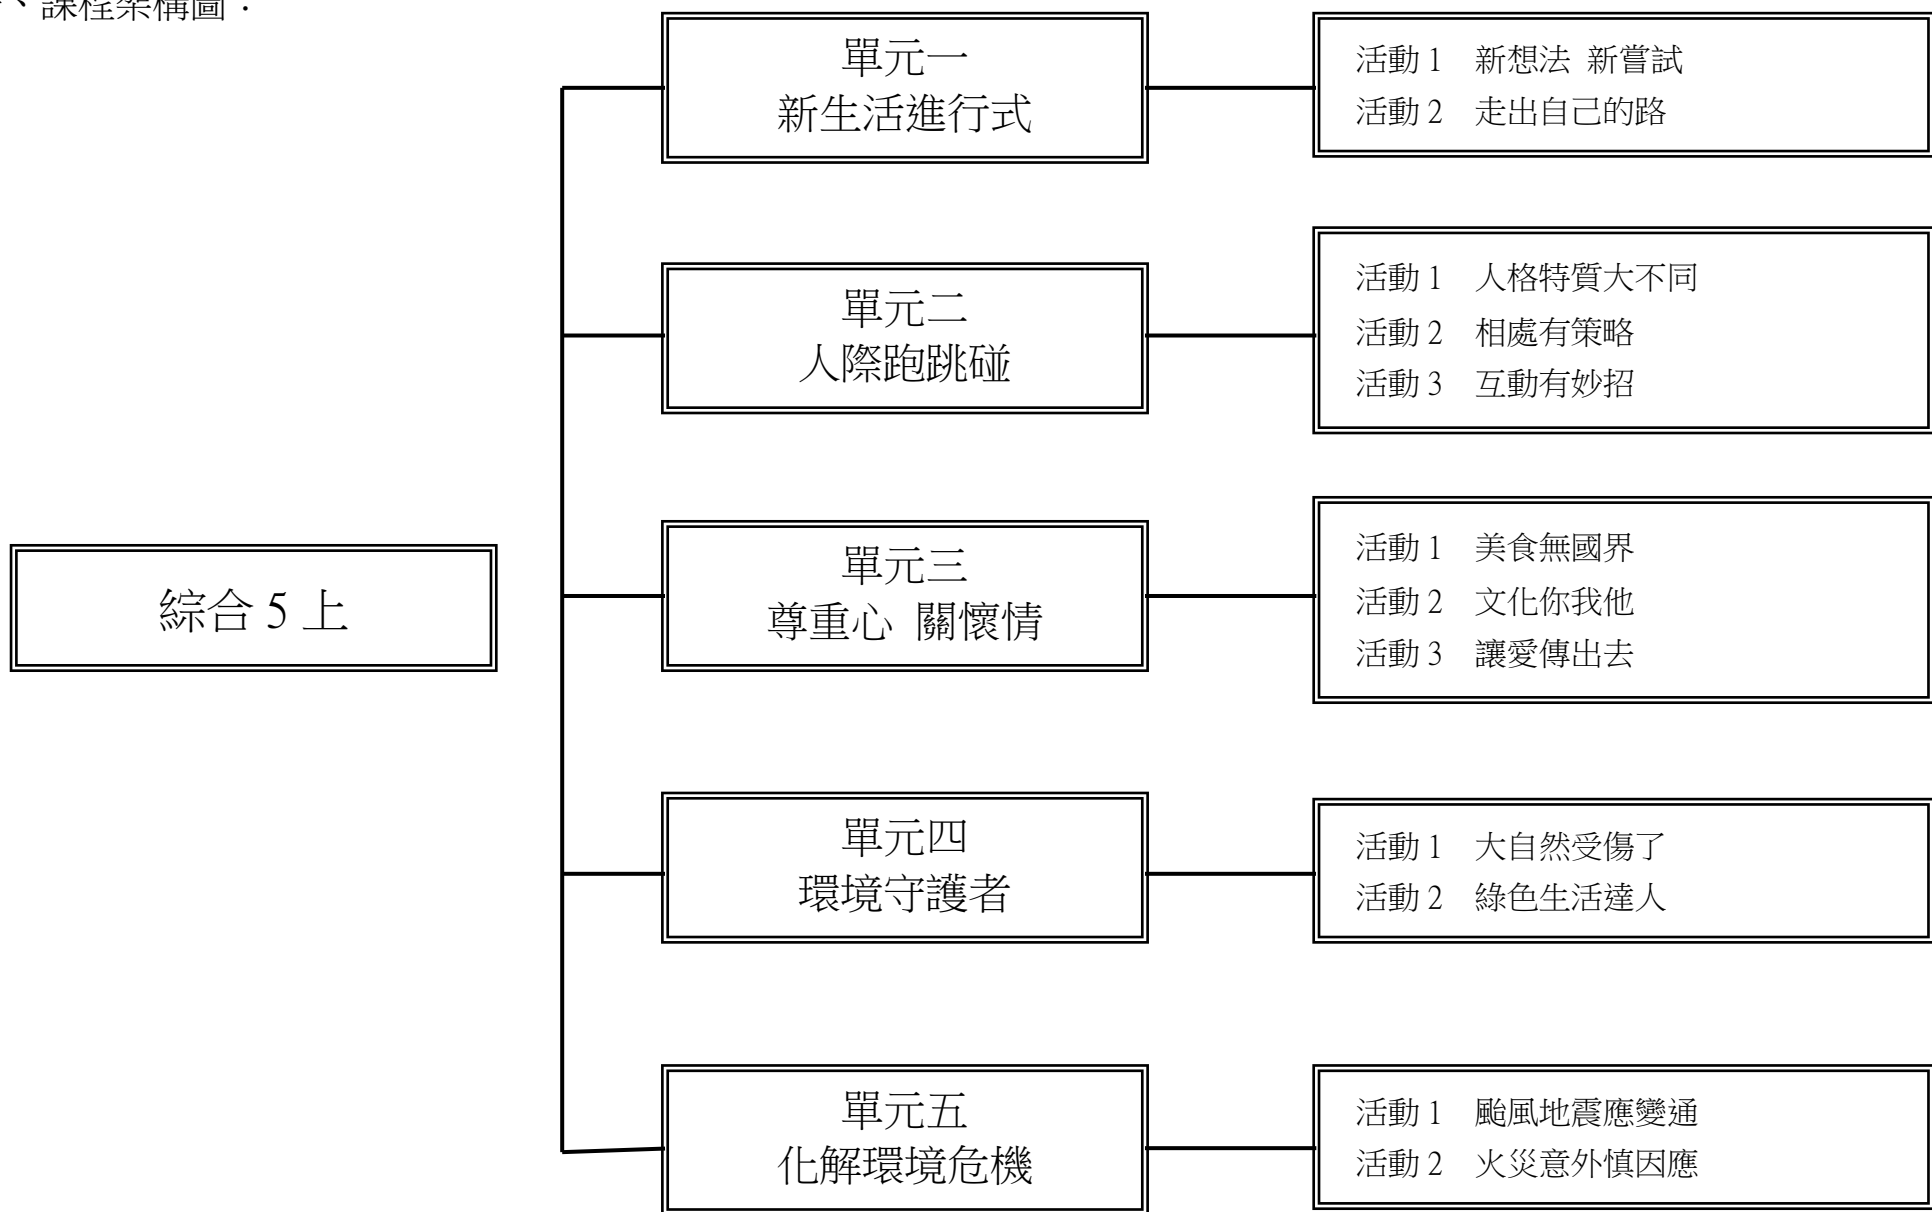 、課程架構圖：
綜合 5 上
單元一
新生活進行式
活動 1 新想法 新嘗試
活動 2 走出自己的路
單元二
人際跑跳碰
活動 1 人格特質大不同
活動 2 相處有策略
活動 3 互動有妙招
單元三
尊重心 關懷情
活動 1 美食無國界
活動 2 文化你我他
活動 3 讓愛傳出去
單元四
環境守護者
活動 1 大自然受傷了
活動 2 綠色生活達人
單元五
化解環境危機
活動 1 颱風地震應變通
活動 2 火災意外慎因應